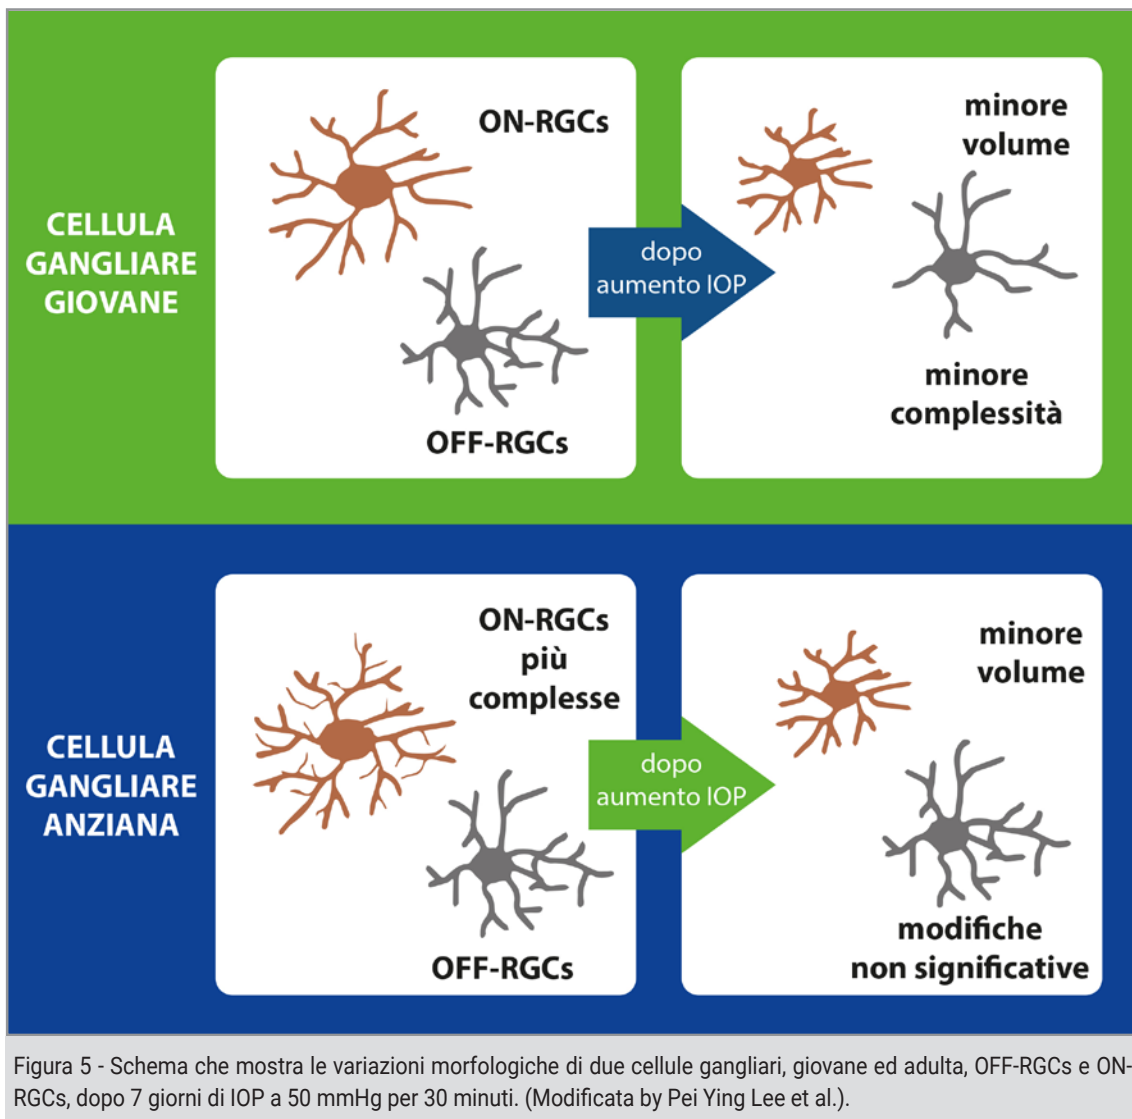 CELLULA
GANGLIARE
GIOVANE
ON-RGCs
OFF-RGCs
dopo
aumento IOP
minore
volume
minore
complessità
CELLULA
GANGLIARE
ANZIANA
ON-RGCs
più
complesse
OFF-RGCs
dopo
aumento IOP
minore
volume
modifiche
non significative
Figura 5 - Schema che mostra le variazioni morfologiche di due cellule gangliari, giovane ed adulta, OFF-RGCs e ON-
RGCs, dopo 7 giorni di IOP a 50 mmHg per 30 minuti. (Modificata by Pei Ying Lee et al.).